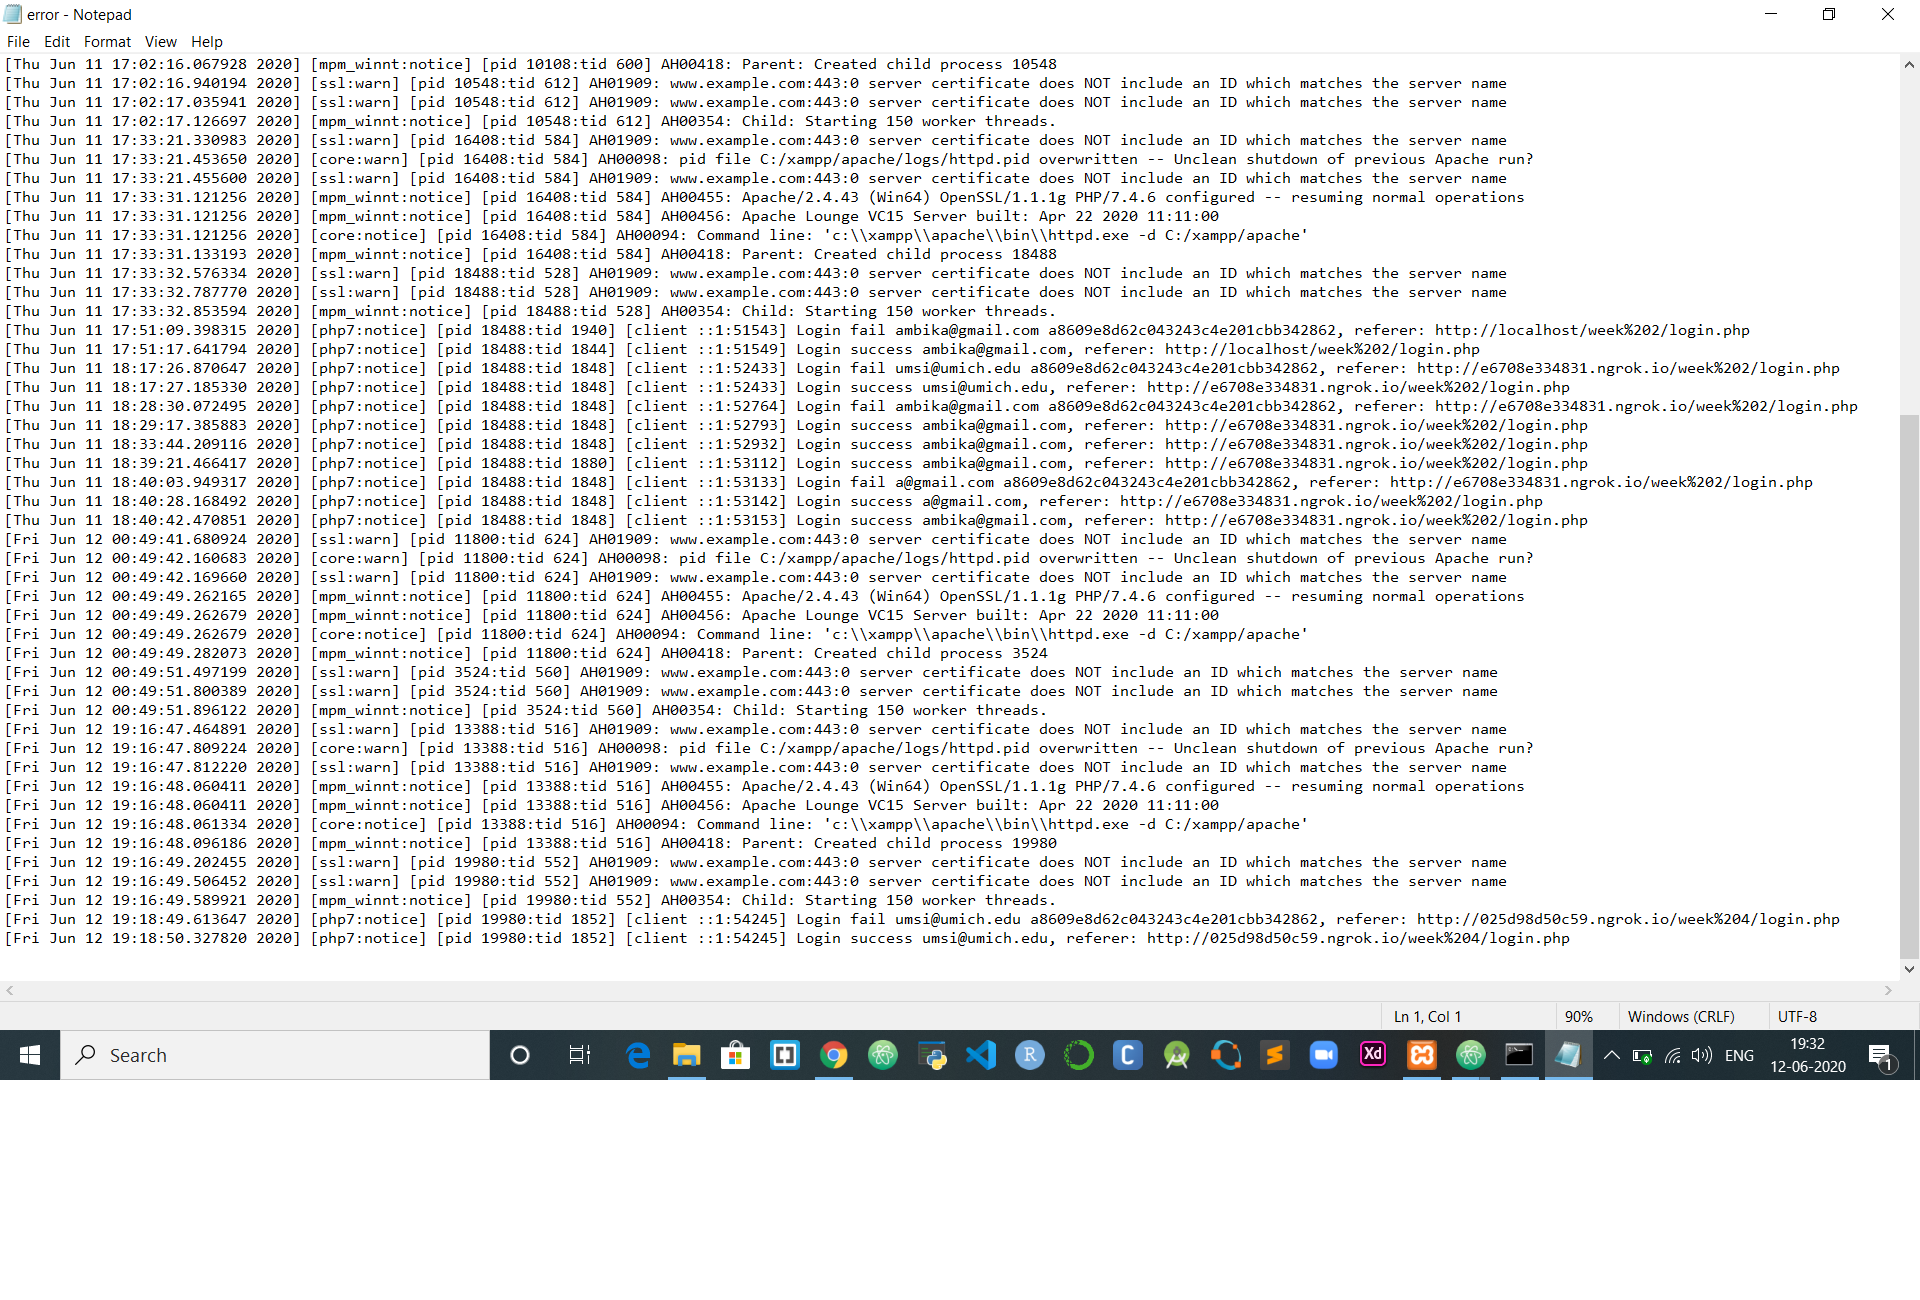 error - Notepad
File Edit Format View Help
[Thu Jun 11 17:02:16.067928 2020] [mpm_winnt:notice] [pid 10108:tid 600] AH00418: Parent: Created child process 10548
[Thu Jun 11 17:02:16.940194 2020] [ssl:warn] [pid 10548:tid 612] AH01909: www.example.com:443:0 server certificate does NOT include an ID which matches the server name
[Thu Jun 11 17:02:17.035941 2020] [ssl:warn] [pid 10548:tid 612] AH01909: www.example.com:443:0 server certificate does NOT include an ID which matches the server name
[Thu Jun 11 17:02:17.126697 2020] [mpm_winnt:notice] [pid 10548:tid 612] AH00354: Child: Starting 150 worker threads.
[Thu Jun 11 17:33:21.330983 2020] [ssl:warn] [pid 16408:tid 584] AH01909: www.example.com:443:0 server certificate does NOT include an ID which matches the server name
[Thu Jun 11 17:33:21.453650 2020] [core:warn] [pid 16408:tid 584] AH00098: pid file C:/xampp/apache/logs/httpd.pid overwritten -- Unclean shutdown of previous Apache run?
[Thu Jun 11 17:33:21.455600 2020] [ssl:warn] [pid 16408:tid 584] AH01909: www.example.com:443:0 server certificate does NOT include an ID which matches the server name
[Thu Jun 11 17:33:31.121256 2020] [mpm_winnt:notice] [pid 16408:tid 584] AH00455: Apache/2.4.43 (Win64) OpenSSL/1.1.1g PHP/7.4.6 configured -- resuming normal operations
[Thu Jun 11 17:33:31.121256 2020] [mpm_winnt:notice] [pid 16408:tid 584] AH00456: Apache Lounge VC15 Server built: Apr 22 2020 11:11:00
[Thu Jun 11 17:33:31.121256 2020] [core:notice] [pid 16408:tid 584] AH00094: Command line: 'c:\\xampp\\apache\\bin\\httpd.exe -d C:/xampp/apache'
[Thu Jun 11 17:33:31.133193 2020] [mpm_winnt:notice] [pid 16408:tid 584] AH00418: Parent: Created child process 18488
[Thu Jun 11 17:33:32.576334 2020] [ssl:warn] [pid 18488:tid 528] AH01909: www.example.com:443:0 server certificate does NOT include an ID which matches the server name
[Thu Jun 11 17:33:32.787770 2020] [ssl:warn] [pid 18488:tid 528] AH01909: www.example.com:443:0 server certificate does NOT include an ID which matches the server name
[Thu Jun 11 17:33:32.853594 2020] [mpm_winnt:notice] [pid 18488:tid 528] AH00354: Child: Starting 150 worker threads.
[Thu Jun 11 17:51:09.398315 2020] [php7:notice] [pid 18488:tid 1940] [client ::1:51543] Login fail ambika@gmail.com a8609e8d62c043243c4e201cbb342862, referer: http://localhost/week%202/login.php
[Thu Jun 11 17:51:17.641794 2020] [php7:notice] [pid 18488:tid 1844] [client ::1:51549] Login success ambika@gmail.com, referer: http://localhost/week%202/login.php
[Thu Jun 11 18:17:26.870647 2020] [php7:notice] [pid 18488:tid 1848] [client ::1:52433] Login fail umsi@umich.edu a8609e8d62c043243c4e201cbb342862, referer: http://e6708e334831.ngrok.io/week%202/login.php
[Thu Jun 11 18:17:27.185330 2020] [php7:notice] [pid 18488:tid 1848] [client ::1:52433] Login success umsi@umich.edu, referer: http://e6708e334831.ngrok.io/week%202/login.php
[Thu Jun 11 18:28:30.072495 2020] [php7:notice] [pid 18488:tid 1848] [client ::1:52764] Login fail ambika@gmail.com a8609e8d62c043243c4e201cbb342862, referer: http://e6708e334831.ngrok.io/week%202/login.php
[Thu Jun 11 18:29:17.385883 2020] [php7:notice] [pid 18488:tid 1848] [client ::1:52793] Login success ambika@gmail.com, referer: http://e6708e334831.ngrok.io/week%202/login.php
[Thu Jun 11 18:33:44.209116 2020] [php7:notice] [pid 18488:tid 1848] [client ::1:52932] Login success ambika@gmail.com, referer: http://e6708e334831.ngrok.io/week%202/login.php
[Thu Jun 11 18:39:21.466417 2020] [php7:notice] [pid 18488:tid 1880] [client ::1:53112] Login success ambika@gmail.com, referer: http://e6708e334831.ngrok.io/week%202/login.php
[Thu Jun 11 18:40:03.949317 2020] [php7:notice] [pid 18488:tid 1848] [client ::1:53133] Login fail a@gmail.com a8609e8d62c043243c4e201cbb342862, referer: http://e6708e334831.ngrok.io/week%202/login.php
[Thu Jun 11 18:40:28.168492 2020] [php7:notice] [pid 18488:tid 1848] [client ::1:53142] Login success a@gmail.com, referer: http://e6708e334831.ngrok.io/week%202/login.php
[Thu Jun 11 18:40:42.470851 2020] [php7:notice] [pid 18488:tid 1848] [client ::1:53153] Login success ambika@gmail.com, referer: http://e6708e334831.ngrok.io/week%202/login.php
[Fri Jun 12 00:49:41.680924 2020] [ssl:warn] [pid 11800:tid 624] AH01909: www.example.com:443:0 server certificate does NOT include an ID which matches the server name
[Fri Jun 12 00:49:42.160683 2020] [core:warn] [pid 11800:tid 624] AH00098: pid file C:/xampp/apache/logs/httpd.pid overwritten -- Unclean shutdown of previous Apache run?
[Fri Jun 12 00:49:42.169660 2020] [ssl:warn] [pid 11800:tid 624] AH01909: www.example.com:443:0 server certificate does NOT include an ID which matches the server name
[Fri Jun 12 00:49:49.262165 2020] [mpm_winnt:notice] [pid 11800:tid 624] AH00455: Apache/2.4.43 (Win64) OpenSSL/1.1.1g PHP/7.4.6 configured -- resuming normal operations
[Fri Jun 12 00:49:49.262679 2020] [mpm_winnt:notice] [pid 11800:tid 624] AH00456: Apache Lounge VC15 Server built: Apr 22 2020 11:11:00
[Fri Jun 12 00:49:49.262679 2020] [core:notice] [pid 11800:tid 624] AH00094: Command line: 'c:\\xampp\\apache\\bin\\httpd.exe -d C:/xampp/apache'
[Fri Jun 12 00:49:49.282073 2020] [mpm_winnt:notice] [pid 11800:tid 624] AH00418: Parent: Created child process 3524
[Fri Jun 12 00:49:51.497199 2020] [ssl:warn] [pid 3524:tid 560] AH01909: www.example.com:443:0 server certificate does NOT include an ID which matches the server name
[Fri Jun 12 00:49:51.800389 2020] [ssl:warn] [pid 3524:tid 560] AH01909: www.example.com:443:0 server certificate does NOT include an ID which matches the server name
[Fri Jun 12 00:49:51.896122 2020] [mpm_winnt:notice] [pid 3524:tid 560] AH00354: Child: Starting 150 worker threads.
[Fri Jun 12 19:16:47.464891 2020] [ssl:warn] [pid 13388:tid 516] AH01909: www.example.com:443:0 server certificate does NOT include an ID which matches the server name
[Fri Jun 12 19:16:47.809224 2020] [core:warn] [pid 13388:tid 516] AH00098: pid file C:/xampp/apache/logs/httpd.pid overwritten -- Unclean shutdown of previous Apache run?
[Fri Jun 12 19:16:47.812220 2020] [ssl:warn] [pid 13388:tid 516] AH01909: www.example.com:443:0 server certificate does NOT include an ID which matches the server name
[Fri Jun 12 19:16:48.060411 2020] [mpm_winnt:notice] [pid 13388:tid 516] AH00455: Apache/2.4.43 (Win64) OpenSSL/1.1.1g PHP/7.4.6 configured -- resuming normal operations
[Fri Jun 12 19:16:48.060411 2020] [mpm_winnt:notice] [pid 13388:tid 516] AH00456: Apache Lounge VC15 Server built: Apr 22 2020 11:11:00
[Fri Jun 12 19:16:48.061334 2020] [core:notice] [pid 13388:tid 516] AH00094: Command line: 'c:\\xampp\\apache\\bin\\httpd.exe -d C:/xampp/apache'
[Fri Jun 12 19:16:48.096186 2020] [mpm_winnt:notice] [pid 13388:tid 516] AH00418: Parent: Created child process 19980
[Fri Jun 12 19:16:49.202455 2020] [ssl:warn] [pid 19980:tid 552] AH01909: www.example.com:443:0 server certificate does NOT include an ID which matches the server name
[Fri Jun 12 19:16:49.506452 2020] [ssl:warn] [pid 19980:tid 552] AH01909: www.example.com:443:0 server certificate does NOT include an ID which matches the server name
[Fri Jun 12 19:16:49.589921 2020] [mpm_winnt:notice] [pid 19980:tid 552] AH00354: Child: Starting 150 worker threads.
[Fri Jun 12 19:18:49.613647 2020] [php7:notice] [pid 19980:tid 1852] [client ::1:54245] Login fail umsi@umich.edu a8609e8d62c043243c4e201cbb342862, referer: http://025d98d50c59.ngrok.io/week%204/login.php
[Fri Jun 12 19:18:50.327820 2020] [php7:notice] [pid 19980:tid 1852] [client ::1:54245] Login success umsi@umich.edu, referer: http://025d98d50c59.ngrok.io/week%204/login.php
Ln 1, Col 1 90% Windows (CRLF) UTF-8
Search R C Xd ENG 19:32
12-06-2020 1